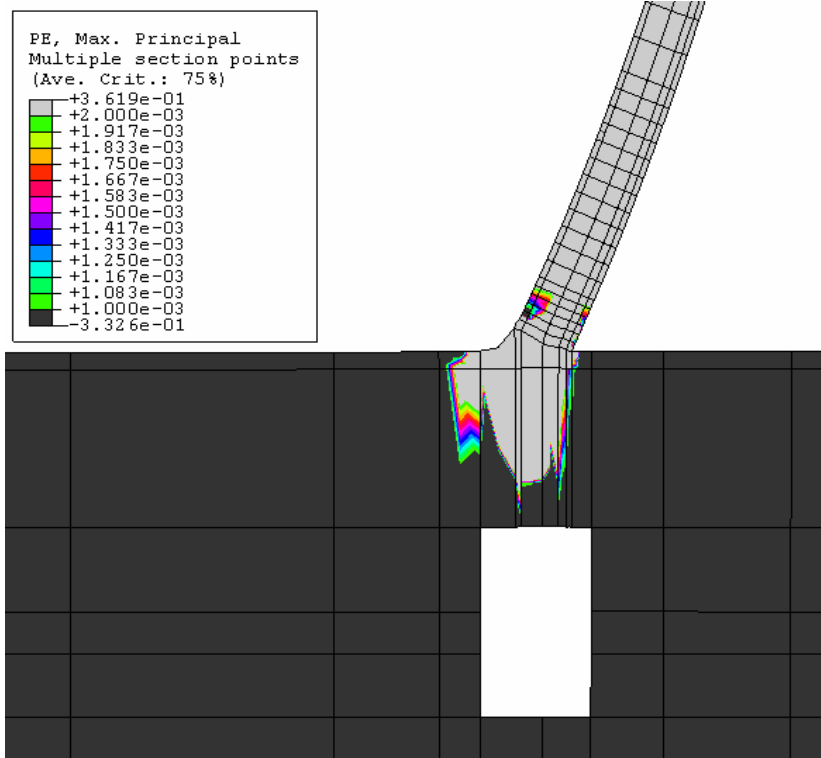 PE, Max. Principal
Multiple section points
(Ave. Crit.: 75%)
+3.619e-01
+2.000e-03
+1.917e-03
+1.833e-03
+1.750e-03
+1.667e-03
+1.583e-03
+1.500e-03
+1.417e-03
+1.333e-03
+1.250e-03
+1.167e-03
+1.083e-03
+1.000e-03
-3.326e-01